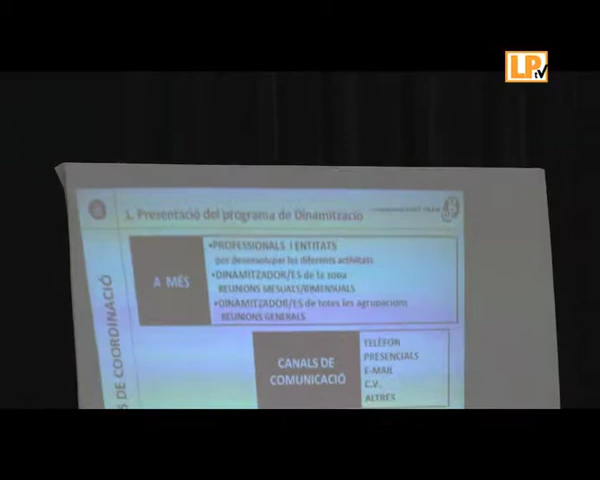 LPtv
1. Presentació del programa de Dinamització
S DE COORDINACIÓ
A MÉS
•PROFESSIONALS I ENTITATS
per desenvolupar les diferents activitats
•DINAMITZADOR/ES de la zona
REUNIONS MESUALS/BIMENSUALS
•DINAMITZADOR/ES de totes les agrupacions
REUNIONS GENERALS
CANALS DE
COMUNICACIÓ
TELÈFON
PRESENCIALS
E-MAIL
C.V.
ALTRES